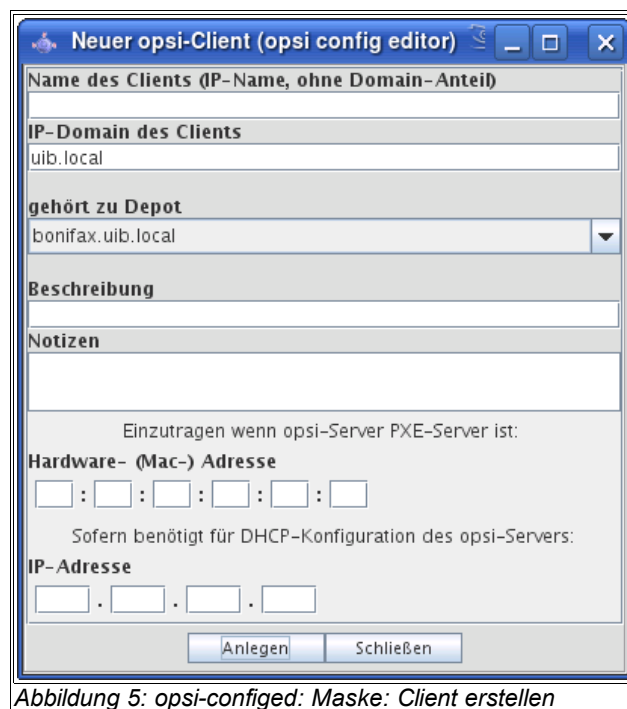 Neuer opsi-Client (opsi config editor)
Name des Clients (IP-Name, ohne Domain-Anteil)
IP-Domain des Clients
uib.local
gehört zu Depot
bonifax.uib.local
Beschreibung
Notizen
Einzutragen wenn opsi-Server PXE-Server ist:
Hardware- (Mac-) Adresse
: : : : :
Sofern benötigt für DHCP-Konfiguration des opsi-Servers:
IP-Adresse
. . .
Anlegen Schließen
Abbildung 5: opsi-configed: Maske: Client erstellen